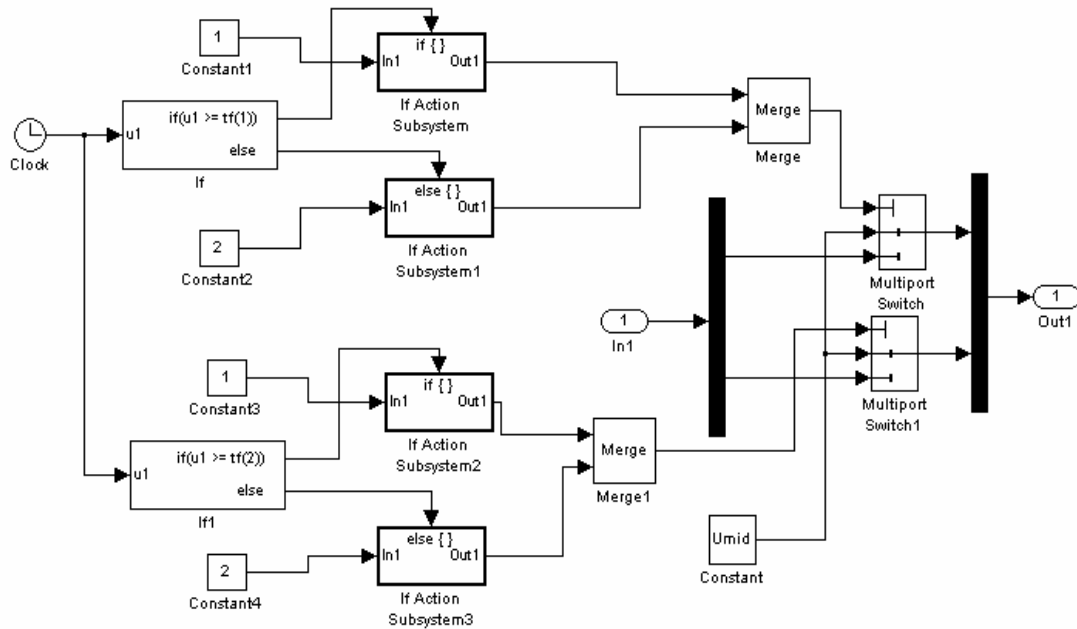 1
Constant1
if { }
In1
Out1
If Action
Subsystem
Merge
Merge
Clock
u1
if(u1 >= tf(1))
else
If
else { }
In1
Out1
If Action
Subsystem1
2
Constant2
Multiport
Switch
1
In1
1
Out1
Multiport
Switch1
1
Constant3
if { }
In1
Out1
If Action
Subsystem2
Merge
Merge1
u1
if(u1 >= tf(2))
else
If1
else { }
In1
Out1
If Action
Subsystem3
2
Constant4
Umid
Constant